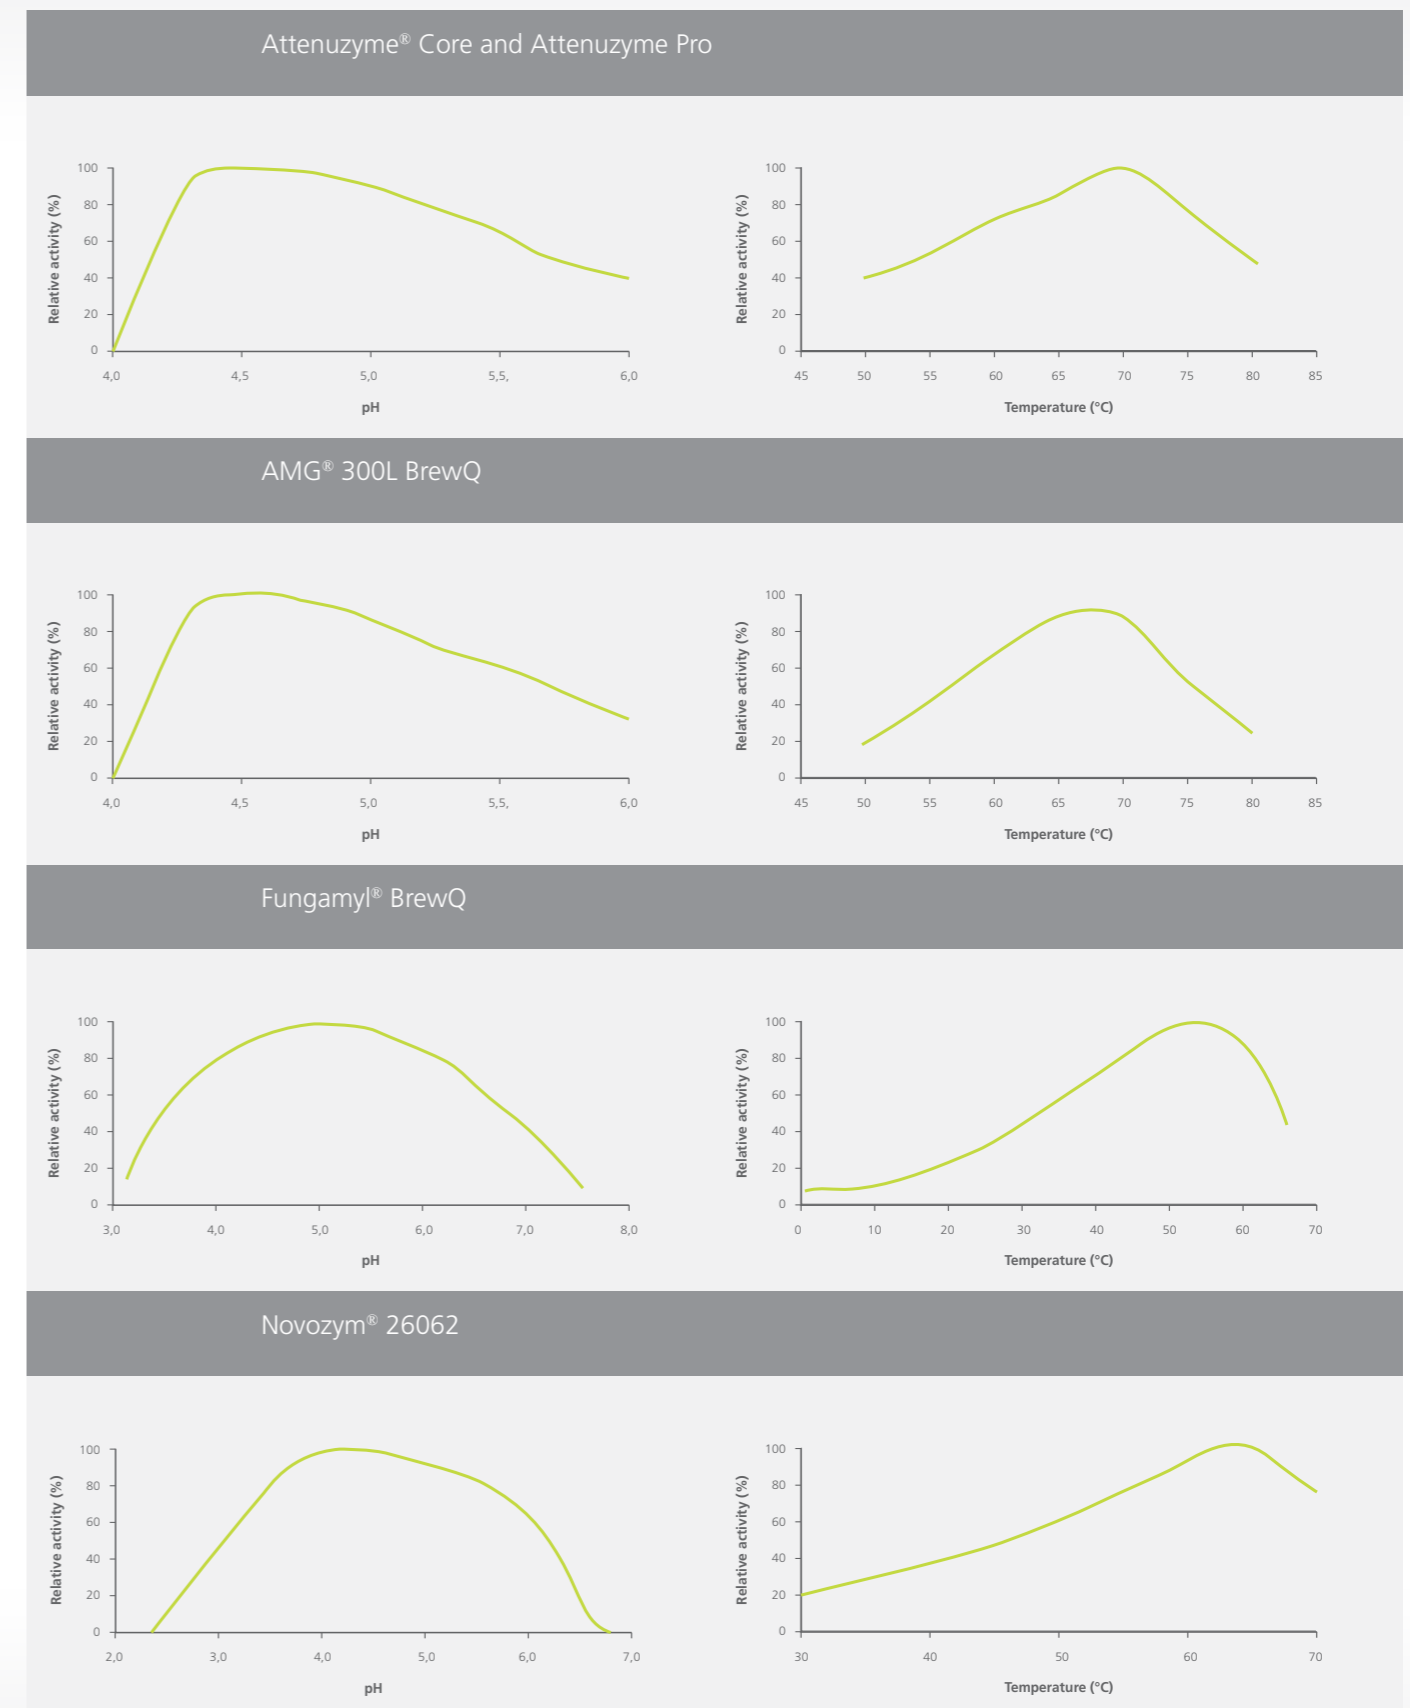 Attenuzyme® Core and Attenuzyme Pro
Relative activity (%)
100
80
60
40
20
0
4,0 4,5 5,0 5,5, 6,0
pH
Relative activity (%)
100
80
60
40
20
0
45 50 55 60 65 70 75 80 85
Temperature (°C)
AMG® 300L BrewQ
Relative activity (%)
100
80
60
40
20
0
4,0 4,5 5,0 5,5, 6,0
pH
Relative activity (%)
100
80
60
40
20
0
45 50 55 60 65 70 75 80 85
Temperature (°C)
Fungamyl® BrewQ
Relative activity (%)
100
80
60
40
20
0
3,0 4,0 5,0 6,0 7,0 8,0
pH
Relative activity (%)
100
80
60
40
20
0
0 10 20 30 40 50 60 70
Temperature (°C)
Novozym® 26062
Relative activity (%)
100
80
60
40
20
0
2,0 3,0 4,0 5,0 6,0 7,0
pH
Relative activity (%)
100
80
60
40
20
0
30 40 50 60 70
Temperature (°C)